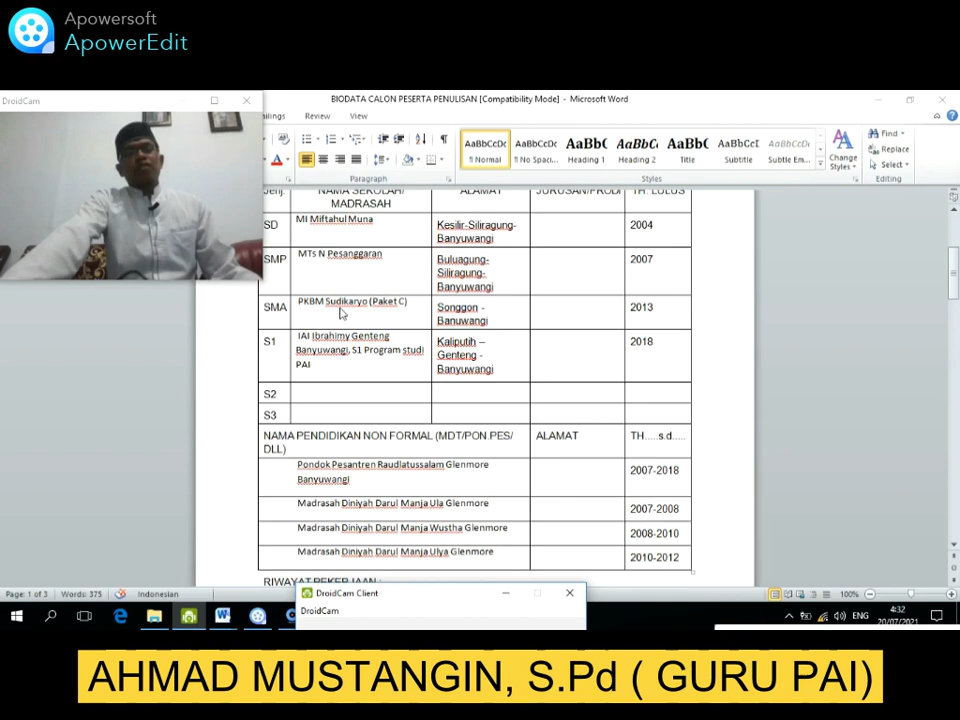 Apowersoft
ApowerEdit
DroidCam
BIODATA CALON PESERTA PENULISAN [Compatibility Mode] - Microsoft Word
ailings Review View
AaBbCcDc AaBbCcDc AaBbC AaBbCc AaBbC AaBbCcI AaBbCcDc
¶ Normal ¶ No Spaci... Heading 1 Heading 2 Title Subtitle Subtle Em...
Change Styles
Find
Replace
Select
Paragraph Styles Editing
Jenj. NAMA SEKOLAH/ MADRASAH ALAMAT JURUSAN/PRODI TH. LULUS
SD MI Miftahul Muna Kesilir-Siliragung-Banyuwangi 2004
SMP MTs N Pesanggaran Buluagung-Siliragung-Banyuwangi 2007
SMA PKBM Sudikaryo (Paket C) Songgon - Banuwangi 2013
S1 IAI Ibrahimy Genteng Banyuwangi, S1 Program studi PAI Kaliputih – Genteng - Banyuwangi 2018
S2
S3
NAMA PENDIDIKAN NON FORMAL (MDT/PON.PES/ DLL) ALAMAT TH.....s.d.....
Pondok Pesantren Raudlatussalam Glenmore Banyuwangi 2007-2018
Madrasah Diniyah Darul Manja Ula Glenmore 2007-2008
Madrasah Diniyah Darul Manja Wustha Glenmore 2008-2010
Madrasah Diniyah Darul Manja Ulya Glenmore 2010-2012
RIWAYAT PEKERJAAN :
DroidCam Client
DroidCam
Page: 1 of 3 Words: 375 Indonesian 100%
ENG 4:32
20/07/2021
AHMAD MUSTANGIN, S.Pd ( GURU PAI)